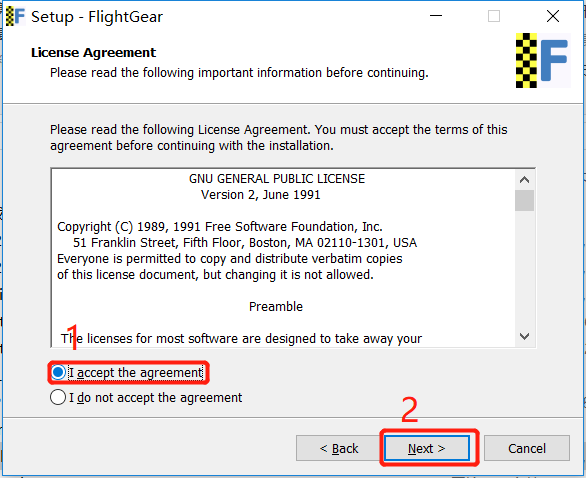 Setup - FlightGear
License Agreement
Please read the following important information before continuing.
F
Please read the following License Agreement. You must accept the terms of this
agreement before continuing with the installation.
GNU GENERAL PUBLIC LICENSE
Version 2, June 1991
Copyright (C) 1989, 1991 Free Software Foundation, Inc.
51 Franklin Street, Fifth Floor, Boston, MA 02110-1301, USA
Everyone is permitted to copy and distribute verbatim copies
of this license document, but changing it is not allowed.
Preamble
The licenses for most software are designed to take away your
1
I accept the agreement
I do not accept the agreement
2
< Back
Next >
Cancel